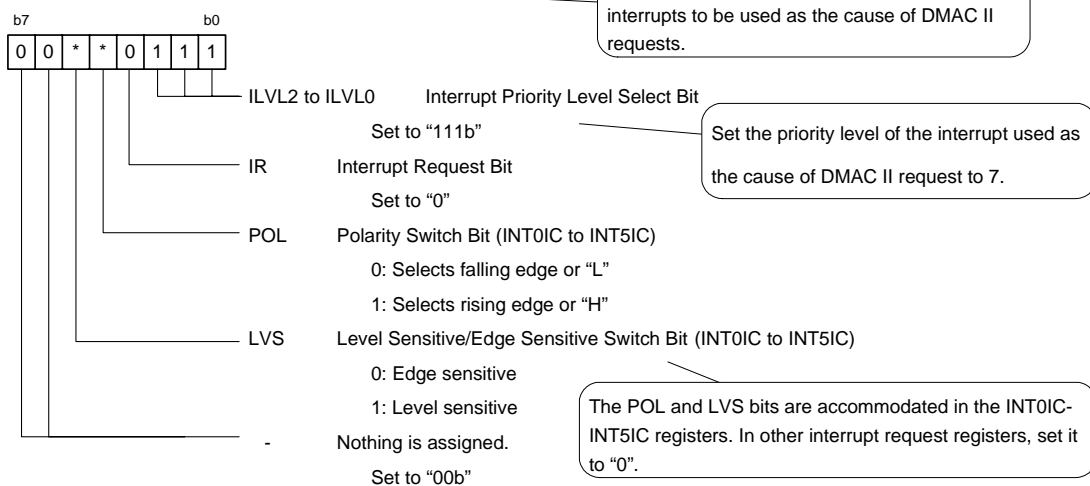 interrupts to be used as the cause of DMAC II
requests.
b7 b0
0 0 * * 0 1 1 1
ILVL2 to ILVL0 Interrupt Priority Level Select Bit
Set to “111b”
Set the priority level of the interrupt used as
the cause of DMAC II request to 7.
IR Interrupt Request Bit
Set to “0”
POL Polarity Switch Bit (INT0IC to INT5IC)
0: Selects falling edge or “L”
1: Selects rising edge or “H”
LVS Level Sensitive/Edge Sensitive Switch Bit (INT0IC to INT5IC)
0: Edge sensitive
1: Level sensitive
The POL and LVS bits are accommodated in the INT0IC-
INT5IC registers. In other interrupt request registers, set it
to “0”.
- Nothing is assigned.
Set to “00b”